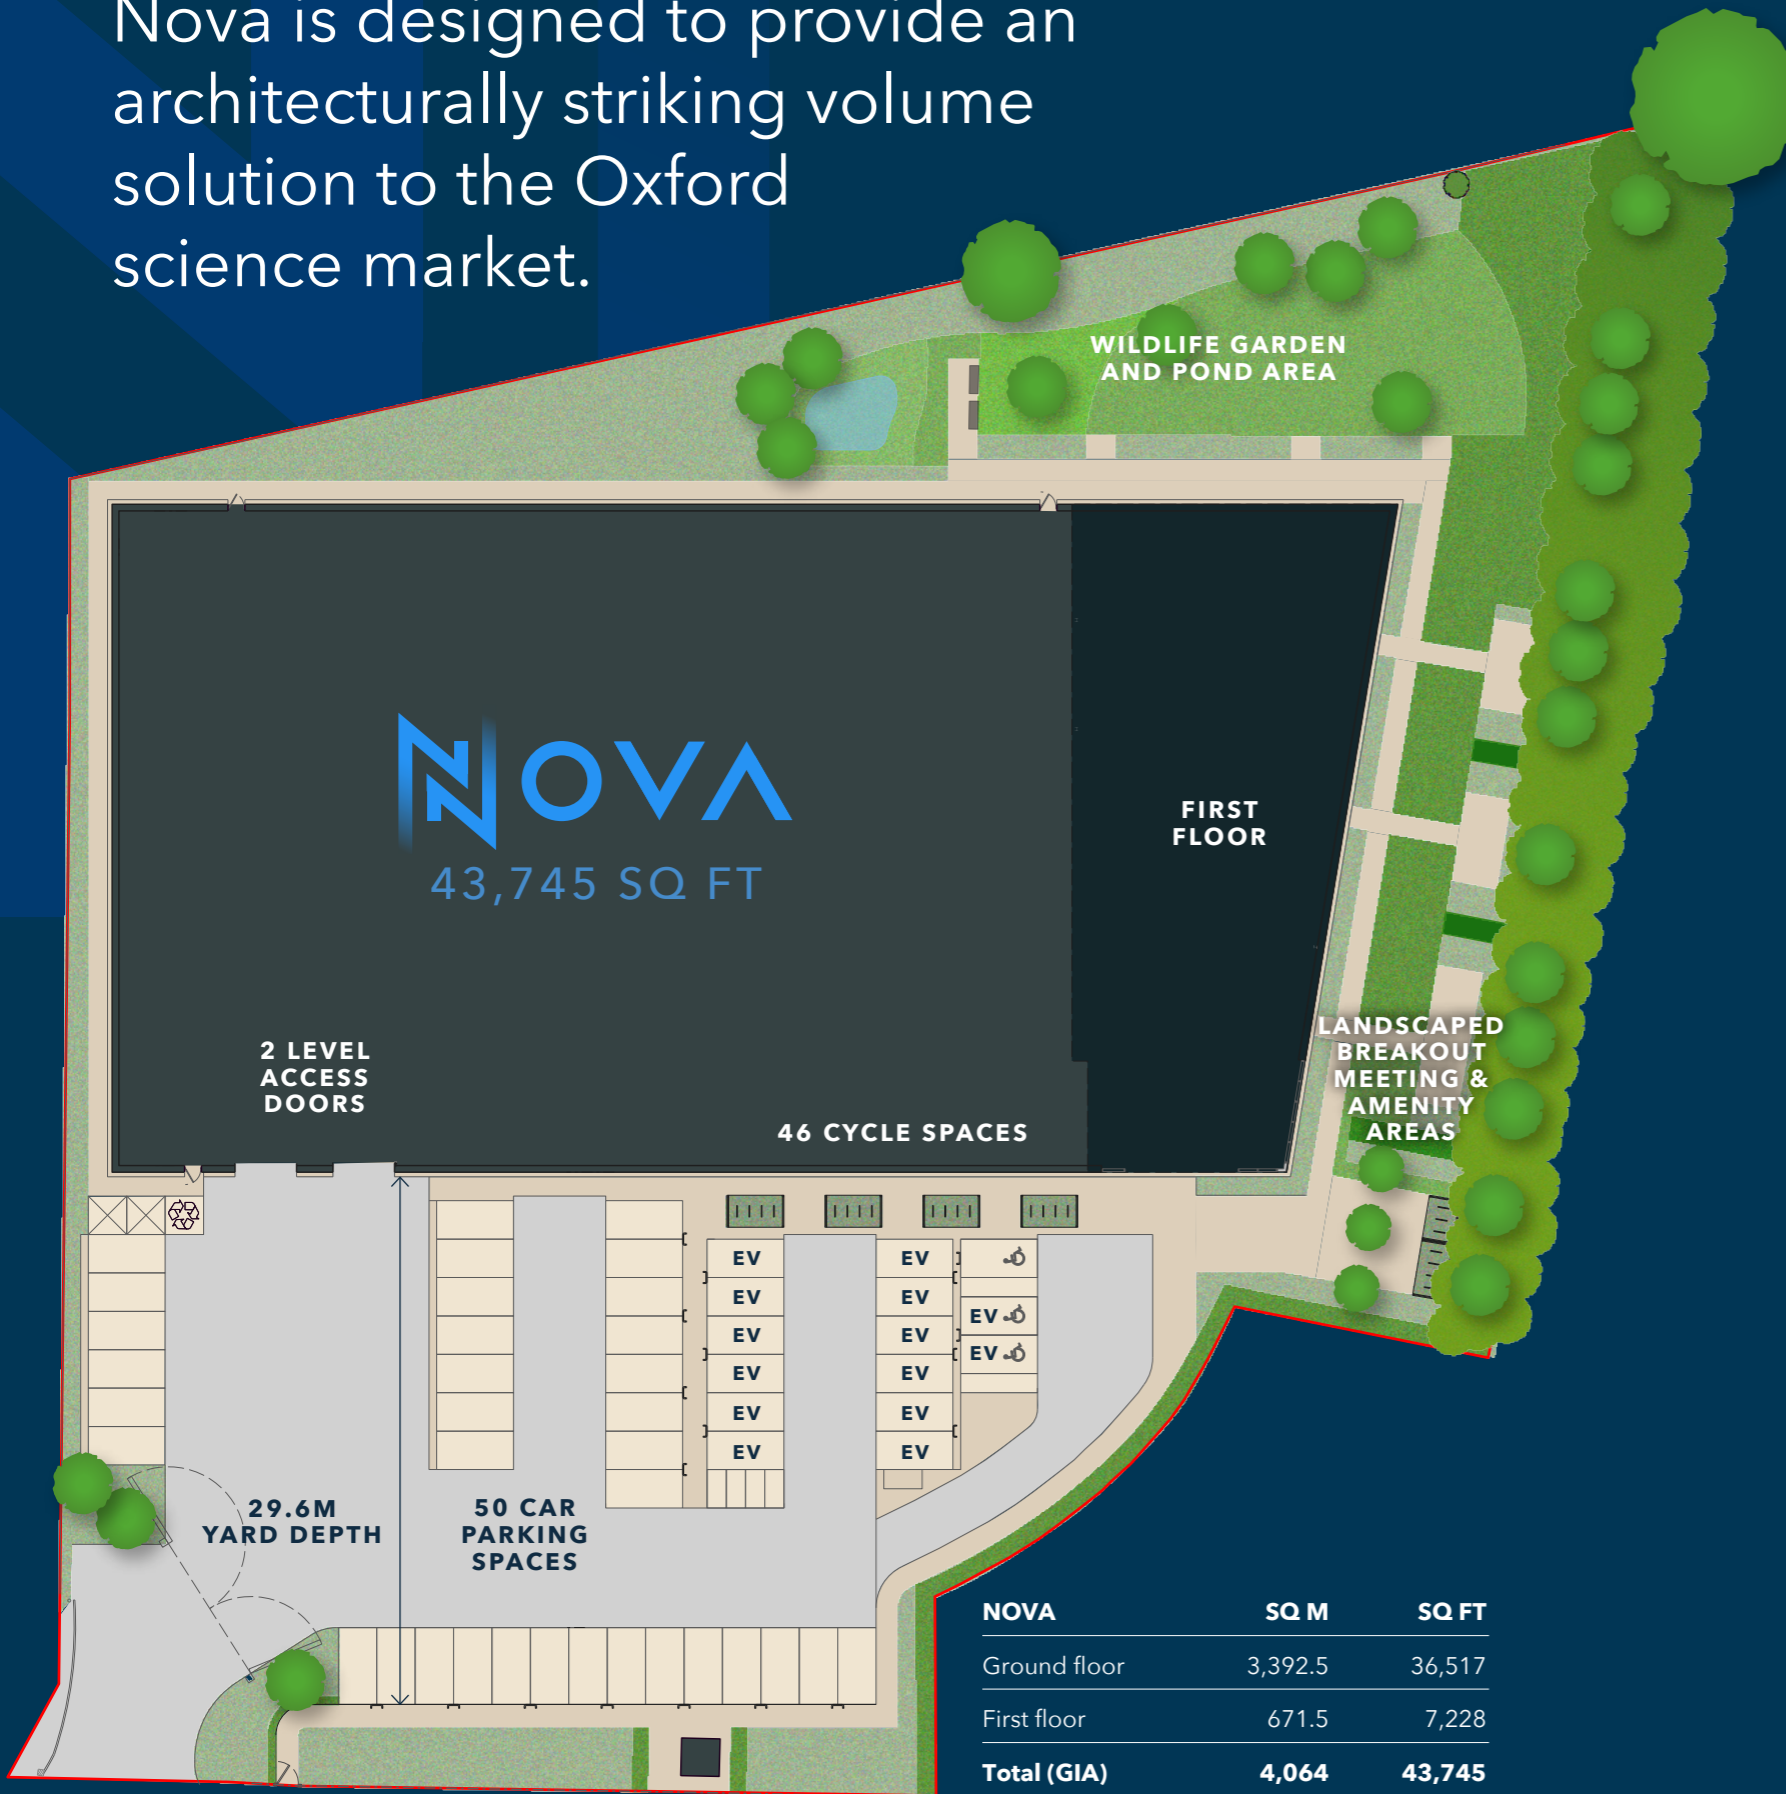 Nova is designed to provide an
architecturally striking volume
solution to the Oxford
science market.
WILDLIFE GARDEN
AND POND AREA
NOVA
43,745 SQ FT
FIRST
FLOOR
2 LEVEL
ACCESS
DOORS
46 CYCLE SPACES
LANDSCAPED
BREAKOUT
MEETING &
AMENITY
AREAS
EV EV
EV EV EV
EV EV EV
EV EV
EV EV
EV EV
29.6M
YARD DEPTH
50 CAR
PARKING
SPACES
NOVA SQ M SQ FT
Ground floor 3,392.5 36,517
First floor 671.5 7,228
Total (GIA) 4,064 43,745